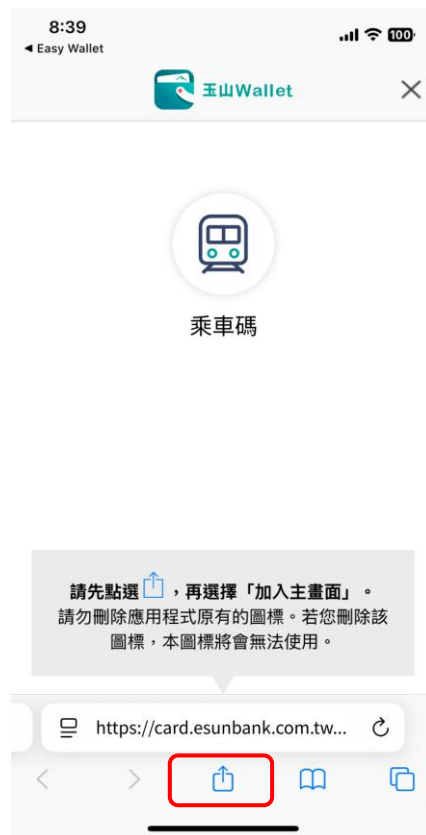 8:39
100
◀ Easy Wallet
玉山Wallet
乘車碼
請先點選 ，再選擇「加入主畫面」。
請勿刪除應用程式原有的圖標。若您刪除該
圖標，本圖標將會無法使用。
https://card.esunbank.com.tw...